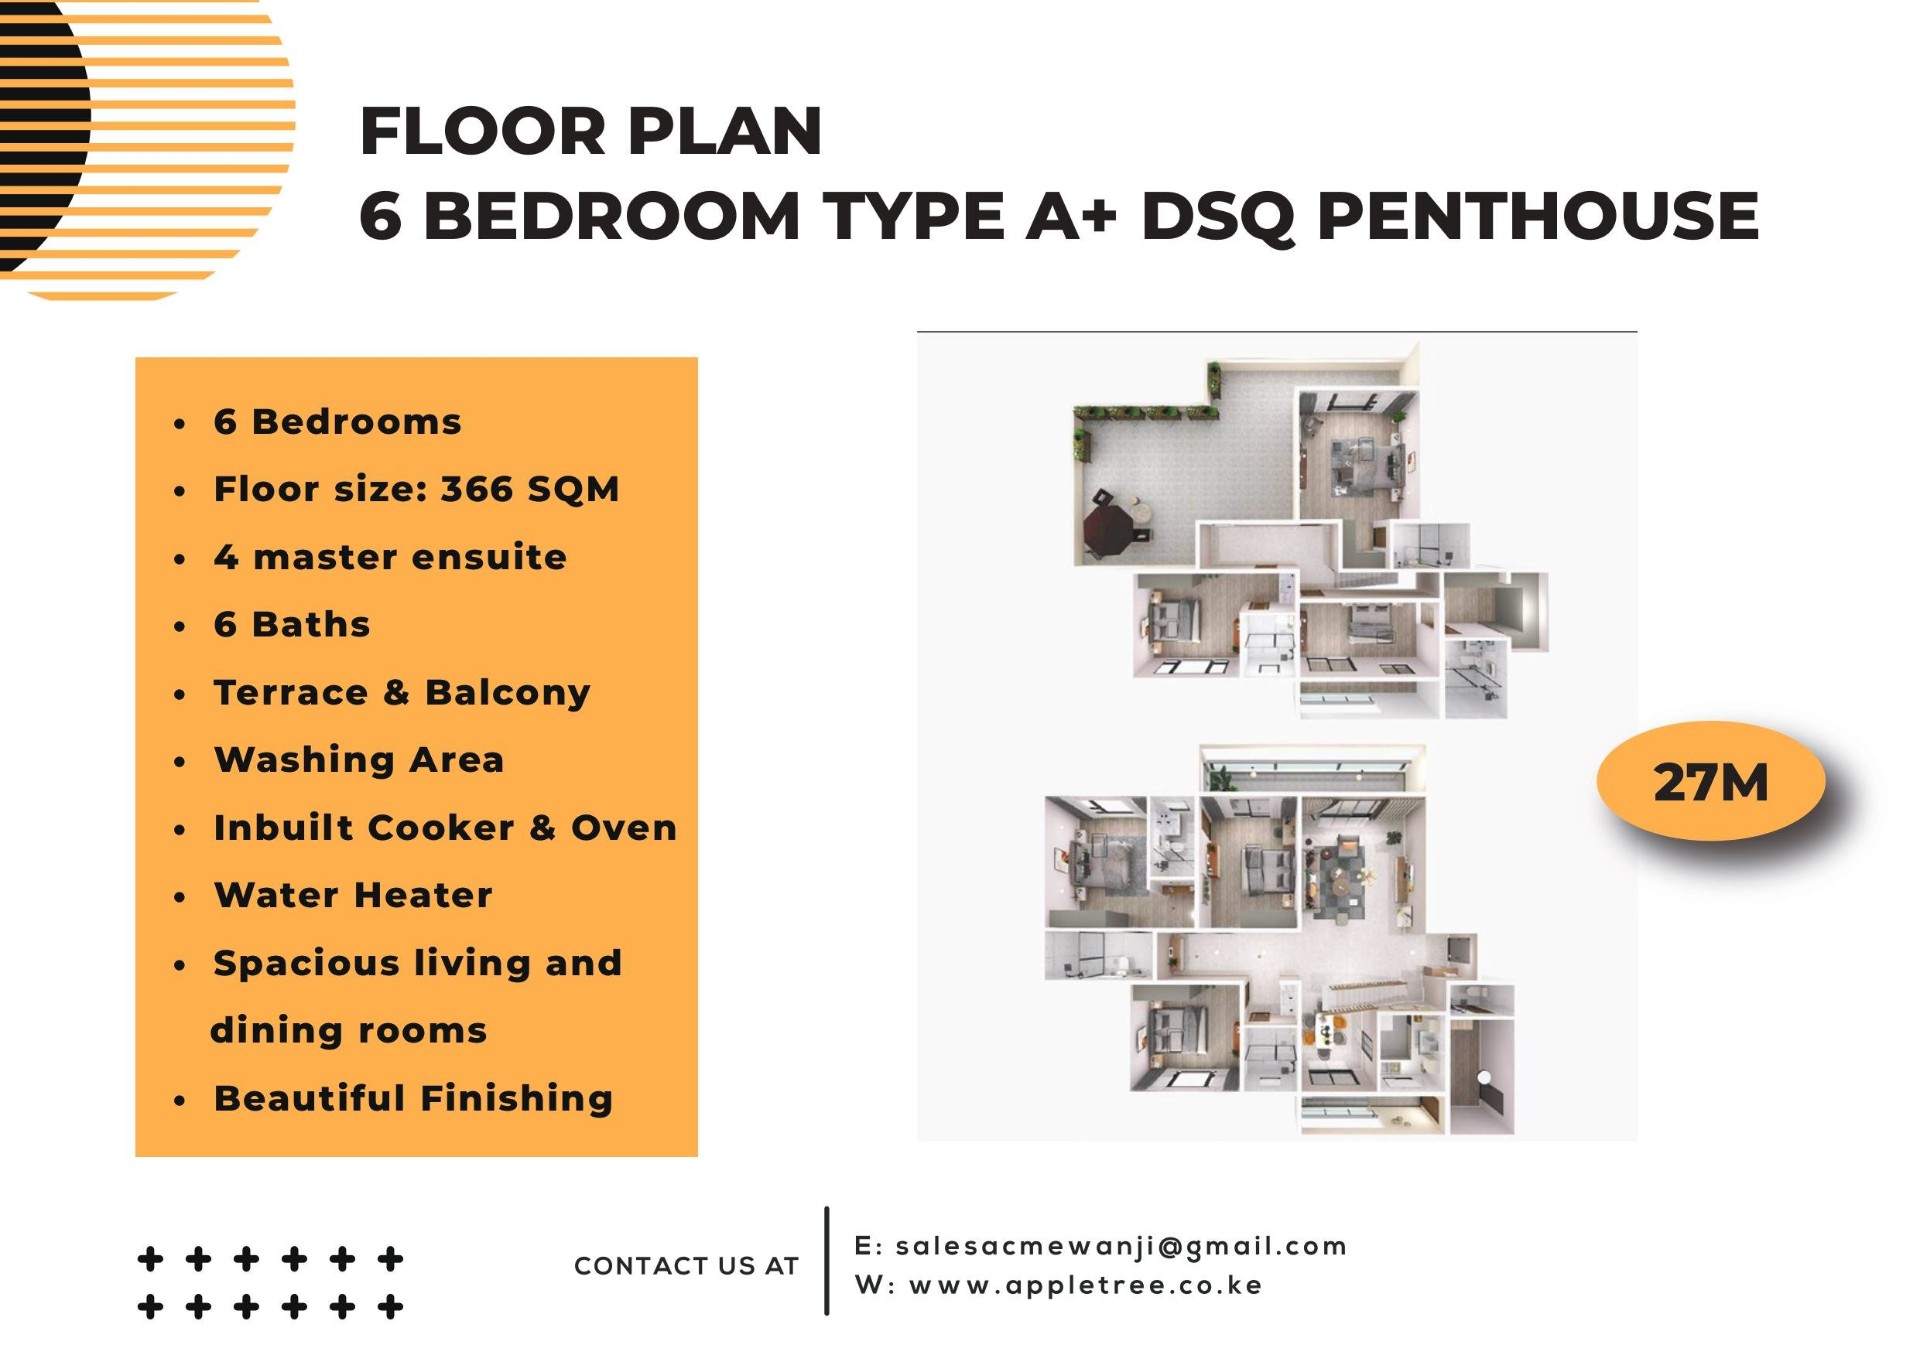 FLOOR PLAN
6 BEDROOM TYPE A+ DSQ PENTHOUSE
• 6 Bedrooms
• Floor size: 366 SQM
• 4 master ensuite
• 6 Baths
• Terrace & Balcony
• Washing Area
• Inbuilt Cooker & Oven
• Water Heater
• Spacious living and
dining rooms
• Beautiful Finishing
27M
CONTACT US AT
E: salesacmewanji@gmail.com
W: www.appletree.co.ke